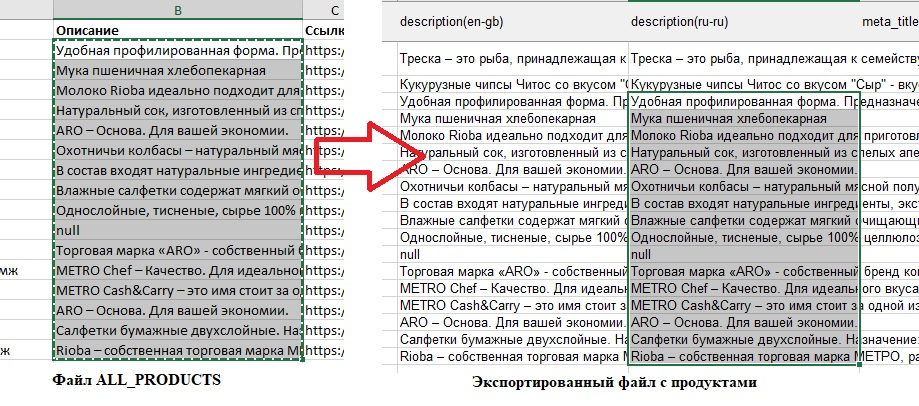 B
C
Описание
Ссылк
Удобная профилированная форма. Пре
https:/
Мука пшеничная хлебопекарная
https:/
Молоко Rioba идеально подходит для
https:/
Натуральный сок, изготовленный из сп
https:/
ARO – Основа. Для вашей экономии.
https:/
Охотничьи колбасы – натуральный мяс
https:/
В состав входят натуральные ингредие
https:/
Влажные салфетки содержат мягкий о
https:/
Однослойные, тисненые, сырье 100%
https:/
null
https:/
Торговая марка «ARO» - собственный б
https:/
мж
METRO Chef – Качество. Для идеально
https:/
METRO Cash&Carry – это имя стоит за о
https:/
ARO – Основа. Для вашей экономии.
https:/
Салфетки бумажные двухслойные. На
https:/
ж
Rioba – собственная торговая марка М
https:/
Файл ALL_PRODUCTS
description(en-gb)
description(ru-ru)
meta_title
Треска – это рыба, принадлежащая к
Треска – это рыба, принадлежащая к семейству
Кукурузные чипсы Читос со вкусом "С
Кукурузные чипсы Читос со вкусом "Сыр" - вку
Удобная профилированная форма. Пр
Удобная профилированная форма. Предназначе
Мука пшеничная хлебопекарная
Мука пшеничная хлебопекарная
Молоко Rioba идеально подходит для
Молоко Rioba идеально подходит для приготов
Натуральный сок, изготовленный из с
Натуральный сок, изготовленный из спелых апе
ARO – Основа. Для вашей экономии.
ARO – Основа. Для вашей экономии.
Охотничьи колбасы – натуральный мя
Охотничьи колбасы – натуральный мясной полу
В состав входят натуральные ингреди
В состав входят натуральные ингредиенты, экст
Влажные салфетки содержат мягкий
Влажные салфетки содержат мягкий очищающи
Однослойные, тисненые, сырье 100%
Однослойные, тисненые, сырье 100% целлюлоз
null
null
Торговая марка «ARO» - собственный
Торговая марка «ARO» - собственный бренд ко
METRO Chef – Качество. Для идеальн
METRO Chef – Качество. Для идеального вкуса
METRO Cash&Carry – это имя стоит з
METRO Cash&Carry – это имя стоит за одной из
ARO – Основа. Для вашей экономии.
ARO – Основа. Для вашей экономии.
Салфетки бумажные двухслойные. Н
Салфетки бумажные двухслойные. Назначение:
Rioba – собственная торговая марка М
Rioba – собственная торговая марка МЕТРО, ра
Экспортированный файл с продуктами